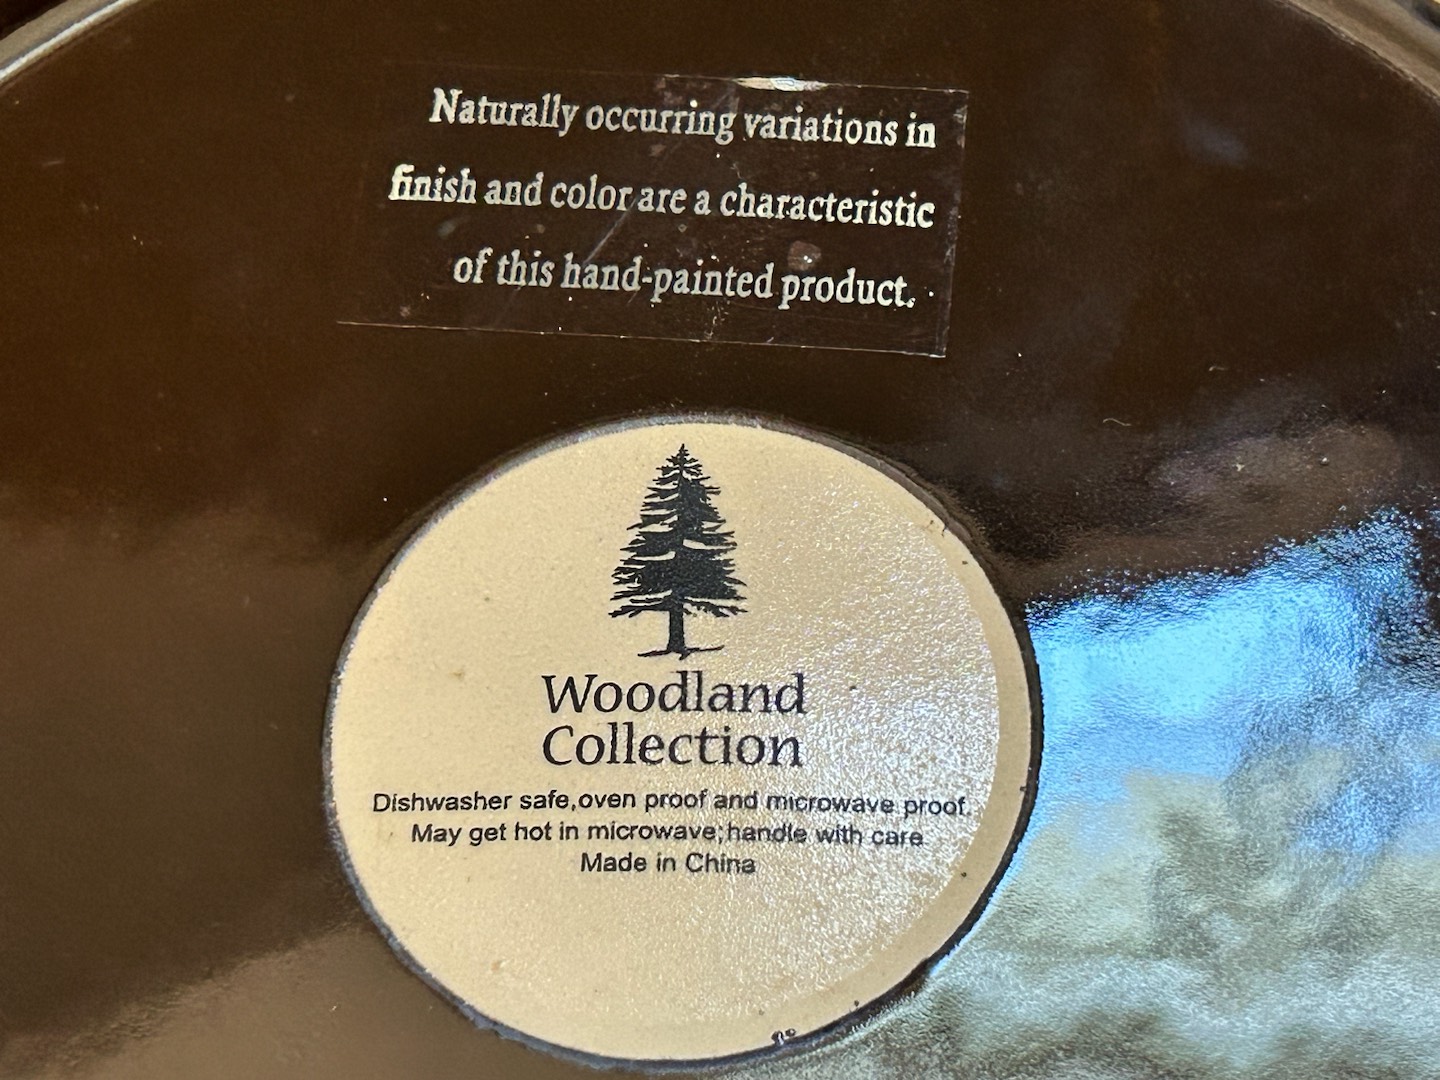 Naturally occurring variations in
finish and color are a characteristic
of this hand-painted product.
Woodland
Collection
Dishwasher safe,oven proof and microwave proof.
May get hot in microwave;handle with care
Made in China